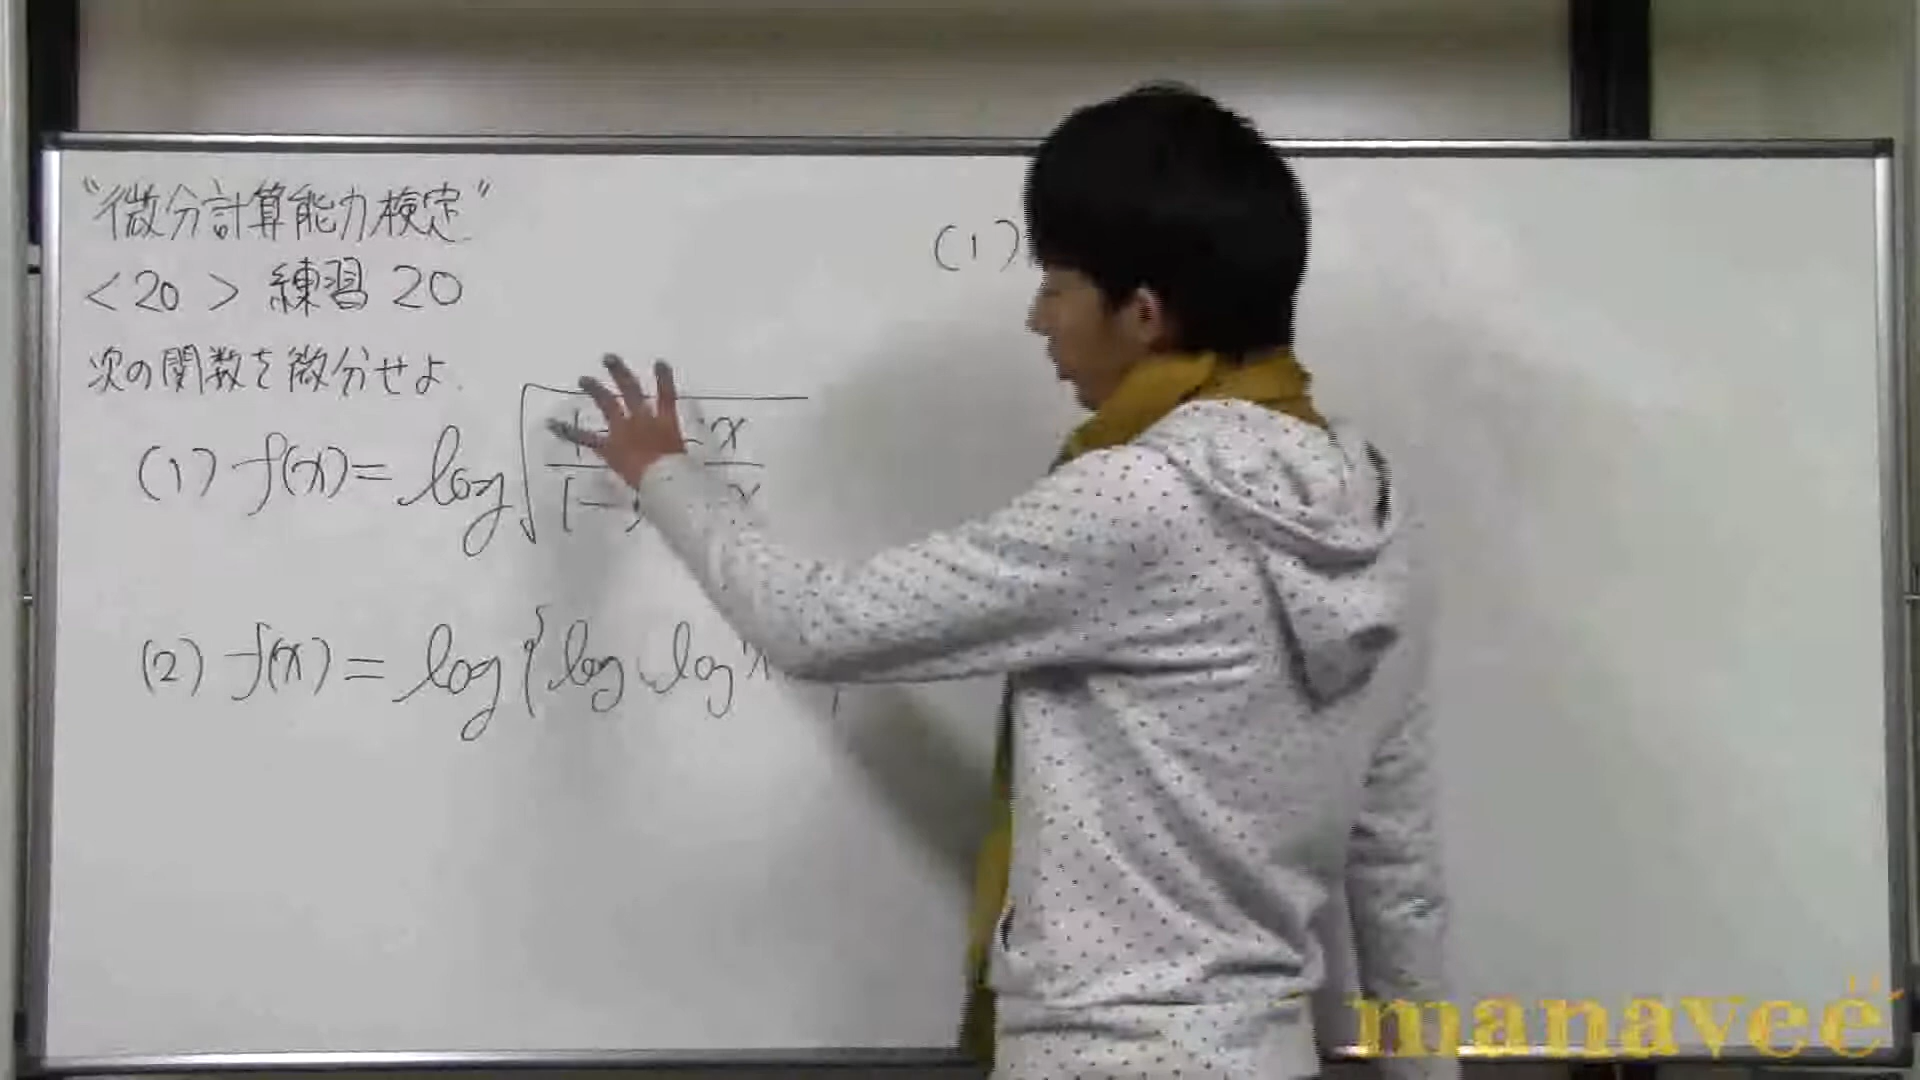 “微分計算能力検定”
<20> 練習 20
次の関数を微分せよ.
(1) f(x) = log√
(2) f(x) = log{log log x
(1)
manavee